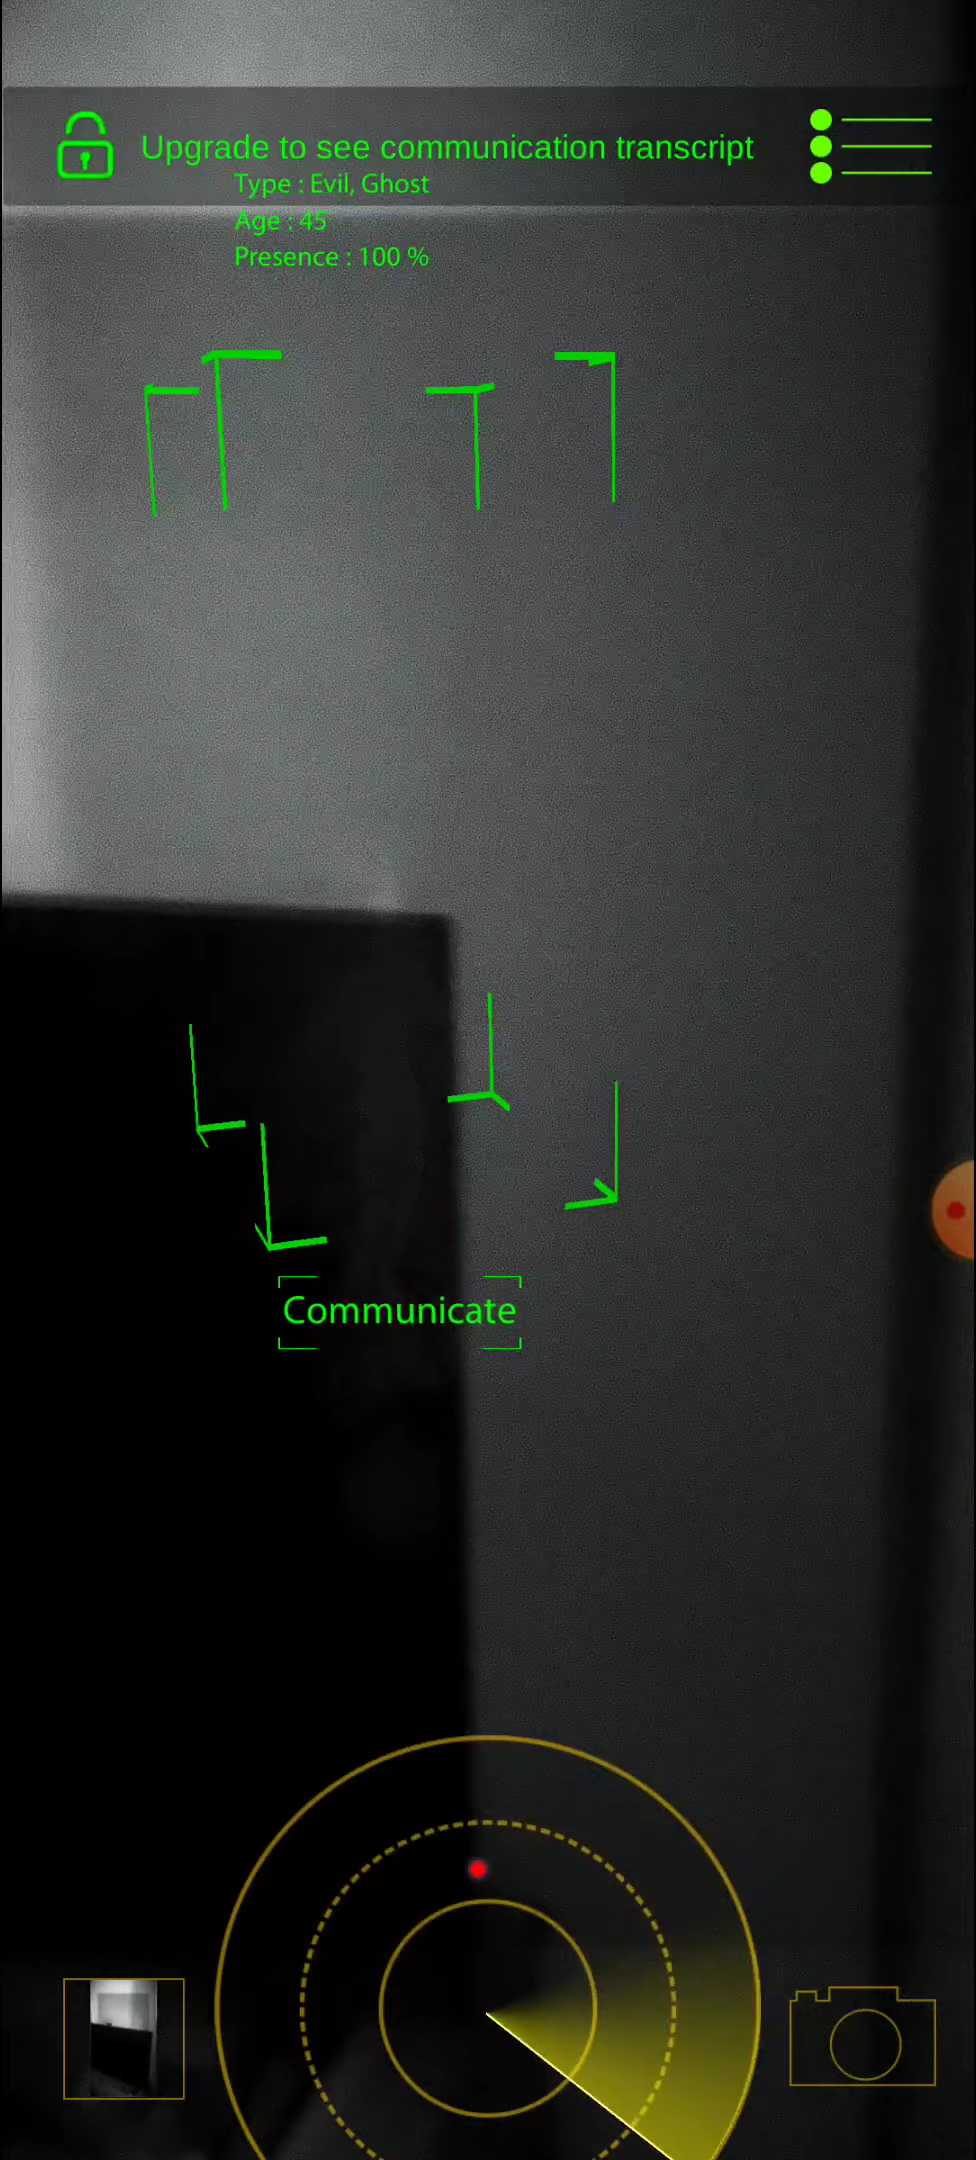 Upgrade to see communication transcript
Type : Evil, Ghost
Age : 45
Presence : 100 %
Communicate